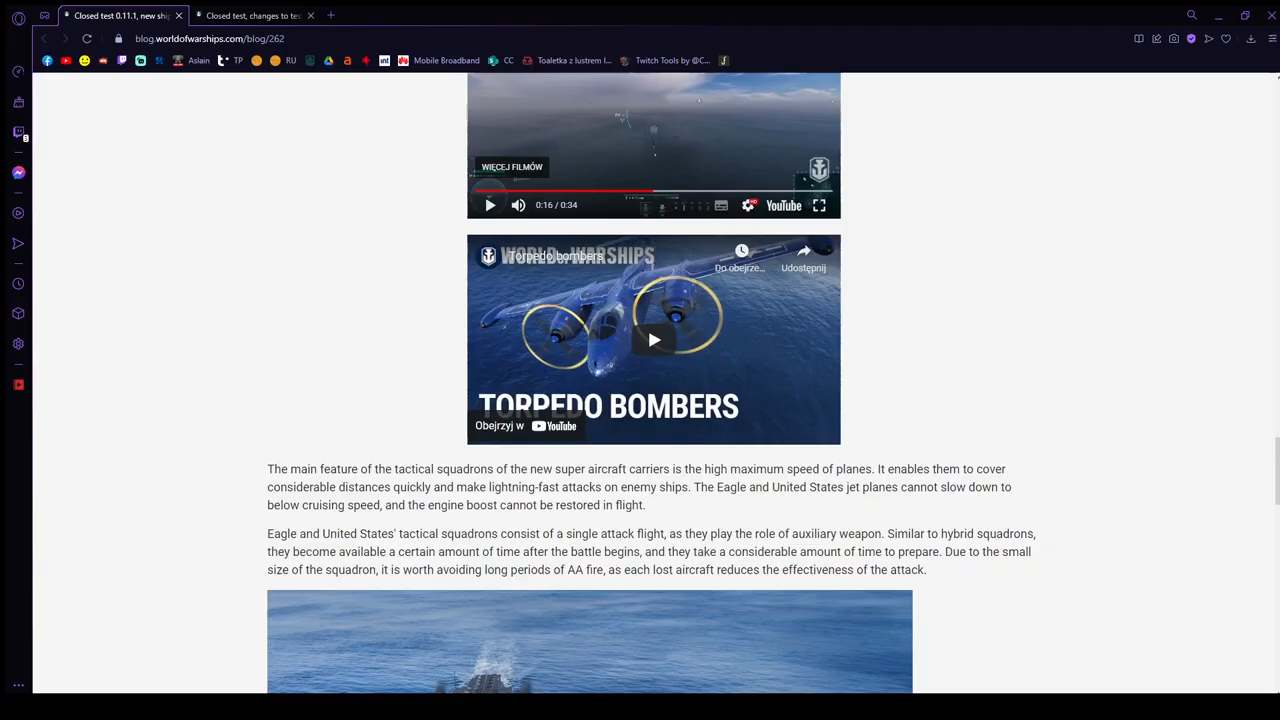 Closed test 0.11.1, new ship
Closed test, changes to tes
blog.worldofwarships.com/blog/262
Aslain
TP
RU
int
Mobile Broadband
CC
Toaletka z lustrem I...
Twitch Tools by @C...
WIĘCEJ FILMÓW
0:16 / 0:34
YouTube
WORLD OF WARSHIPS
Torpedo bombers
Do obejrze...
Udostępnij
TORPEDO BOMBERS
Obejrzyj w YouTube
The main feature of the tactical squadrons of the new super aircraft carriers is the high maximum speed of planes. It enables them to cover
considerable distances quickly and make lightning-fast attacks on enemy ships. The Eagle and United States jet planes cannot slow down to
below cruising speed, and the engine boost cannot be restored in flight.
Eagle and United States' tactical squadrons consist of a single attack flight, as they play the role of auxiliary weapon. Similar to hybrid squadrons,
they become available a certain amount of time after the battle begins, and they take a considerable amount of time to prepare. Due to the small
size of the squadron, it is worth avoiding long periods of AA fire, as each lost aircraft reduces the effectiveness of the attack.